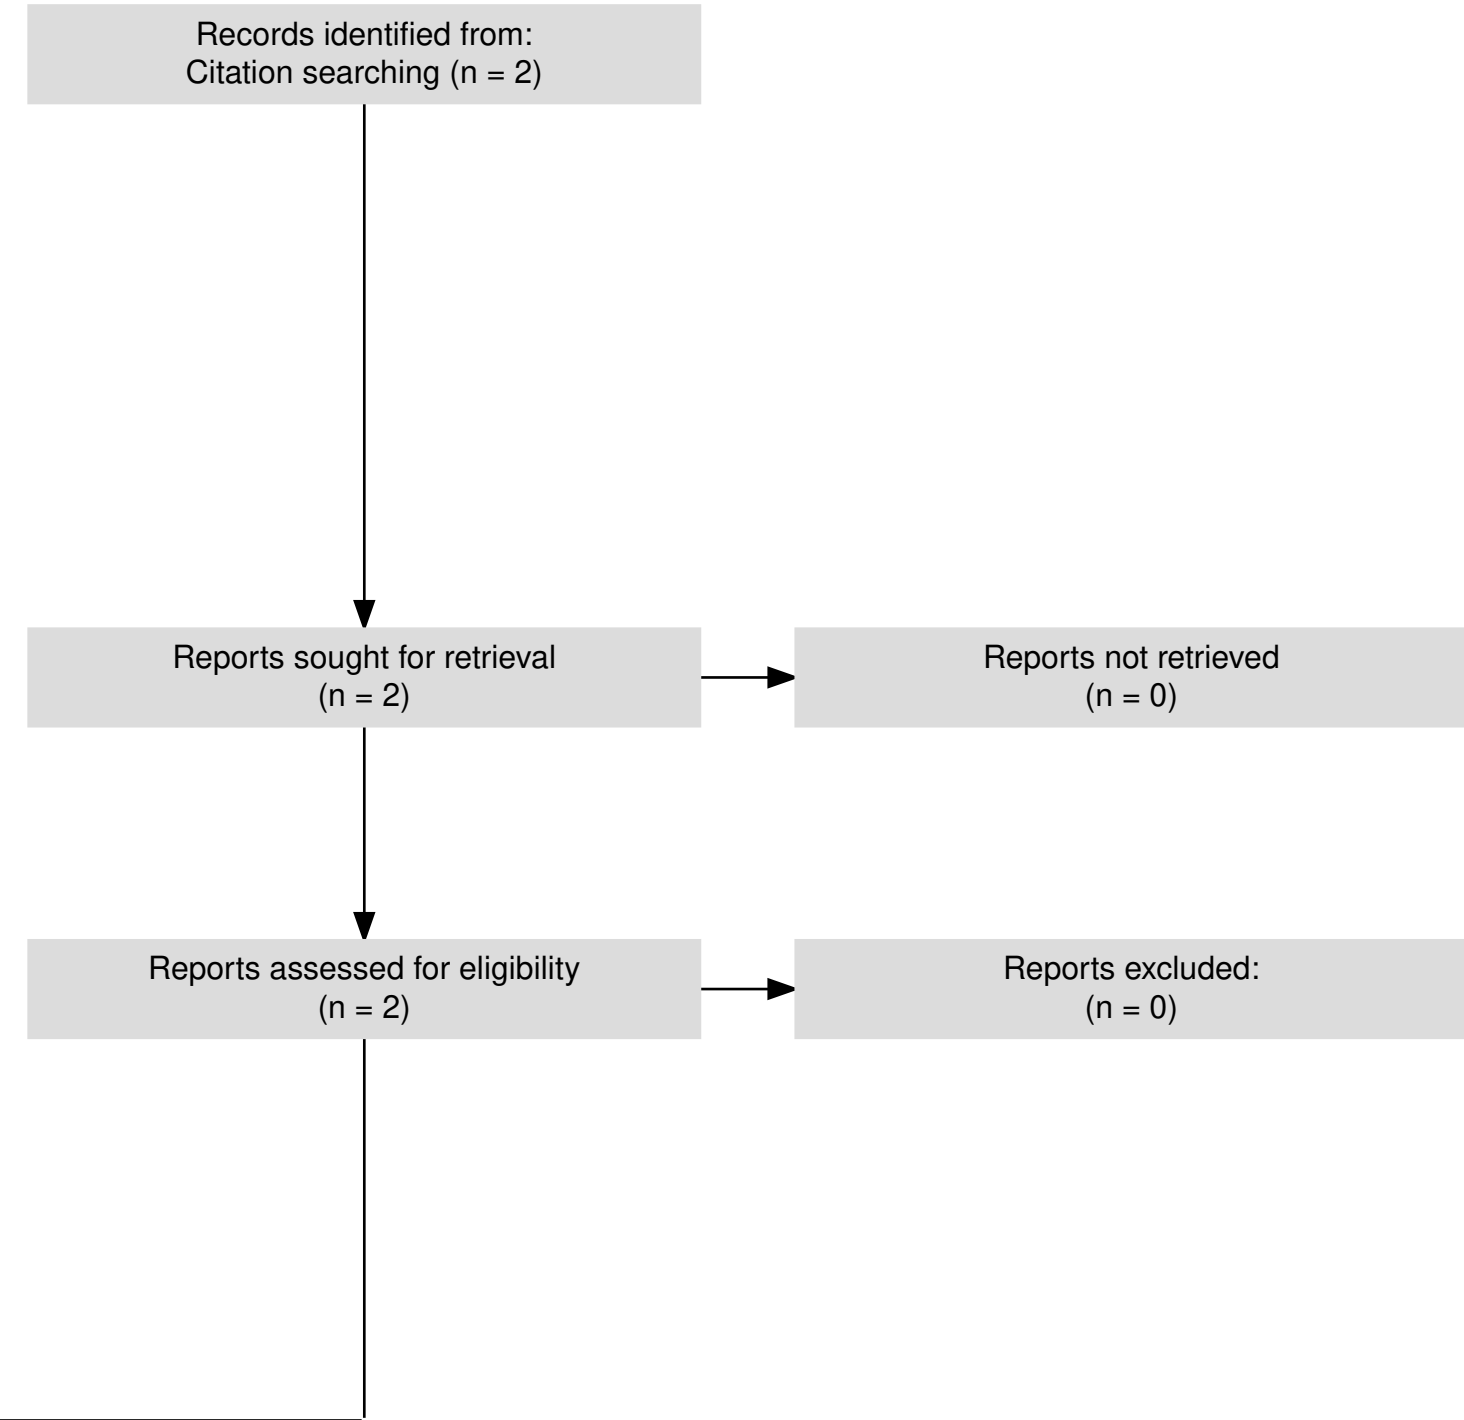 Records identified from:
Citation searching (n = 2)
Reports sought for retrieval
(n = 2)
Reports not retrieved
(n = 0)
Reports assessed for eligibility
(n = 2)
Reports excluded:
(n = 0)